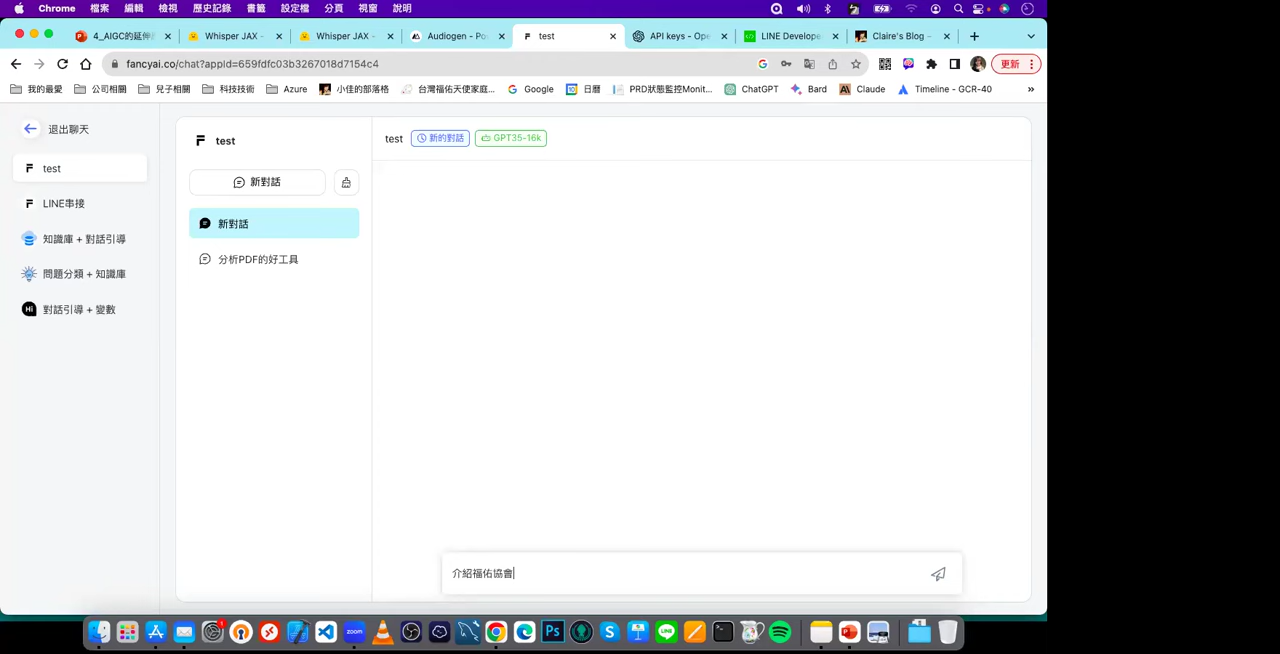 Chrome 檔案 編輯 檢視 歷史記錄 書籤 設定檔 分頁 視窗 說明
4_AIGC的延伸
Whisper JAX -
Whisper JAX -
Audiogen - Po
test
API keys - Ope
LINE Develope
Claire's Blog -
fancyai.co/chat?appId=659fdfc03b3267018d7154c4
更新
我的最愛 公司相關 兒子相關 科技技術 Azure 小佳的部落格 台灣福佑天使家庭... Google 日曆 PRD狀態監控Monit... ChatGPT Bard Claude Timeline - GCR-40 »
退出聊天
test
LINE串接
知識庫 + 對話引導
問題分類 + 知識庫
Hi 對話引導 + 變數
test
新對話
新對話
分析PDF的好工具
test 新的對話 GPT35-16k
介紹福佑協會
zoom
Ps